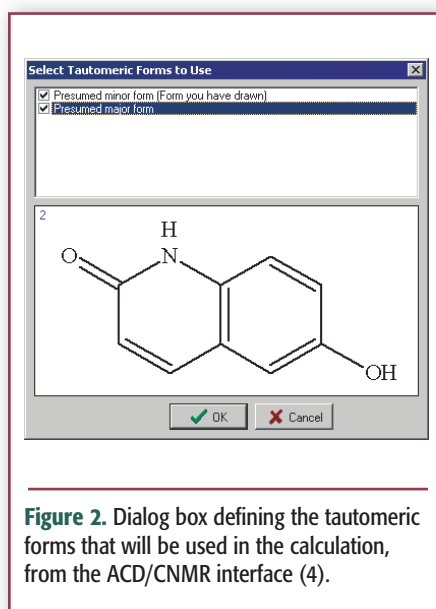 Select Tautomeric Forms to Use
Presumed minor form (Form you have drawn)
Presumed major form
2
H
O
N
OH
OK
Cancel
Figure 2. Dialog box defining the tautomeric
forms that will be used in the calculation,
from the ACD/CNMR interface (4).